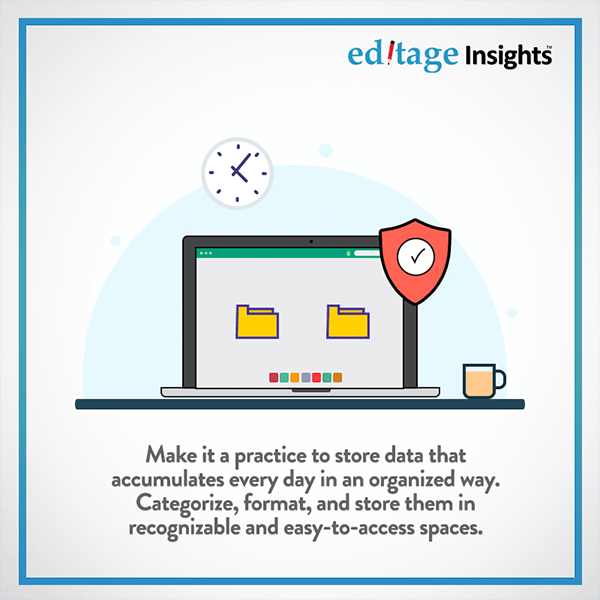 editage Insights™
Make it a practice to store data that
accumulates every day in an organized way.
Categorize, format, and store them in
recognizable and easy-to-access spaces.